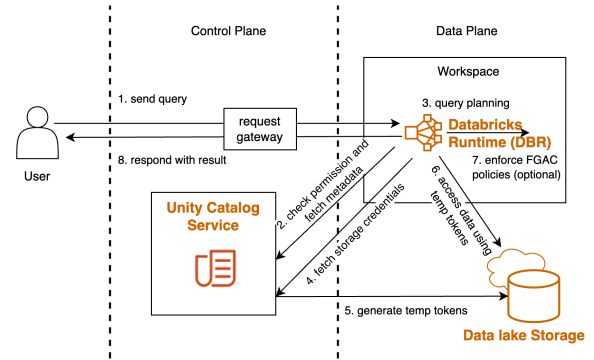 Control Plane
Data Plane
Workspace
1. send query
request
gateway
3. query planning
Databricks
Runtime (DBR)
8. respond with result
7. enforce FGAC
policies (optional)
User
2. check permission and
fetch metadata
4. fetch storage credentials
6. access data using
temp tokens
Unity Catalog
Service
5. generate temp tokens
Data lake Storage